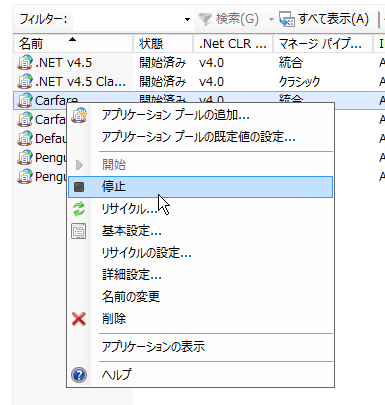 フィルター: 検索(G) すべて表示(A)
名前 状態 .Net CLR ... マネージ パイプ...
.NET v4.5 開始済み v4.0 統合
.NET v4.5 Cla... 開始済み v4.0 クラシック
Carfare 開始済み v4.0 統合
Carfa
Defau
Pengu
Pengu
アプリケーション プールの追加...
アプリケーション プールの既定値の設定...
開始
停止
リサイクル...
基本設定...
リサイクルの設定...
詳細設定...
名前の変更
削除
アプリケーションの表示
ヘルプ